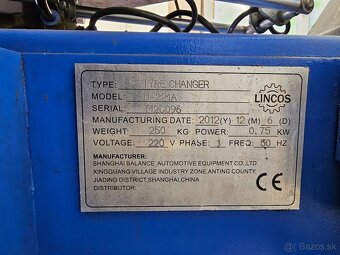 TYPE: TYRE CHANGER
MODEL:
LINCOS
SERIAL: 712C096
MANUFACTURING DATE: 2012(Y) 12(M) 6(D)
WEIGHT: 250 KG POWER: 0.75 KW
VOLTAGE: 220 V PHASE: 1 FREQ: 50 HZ
MANUFACTURER:
SHANGHAI BALANCE AUTOMOTIVE EQUIPMENT CO.,LTD
XINGGUANG VILLAGE INDUSTRY ZONE ANTING COUNTY,
JIADING DISTRICT,SHANGHAI,CHINA
DISTRIBUTOR:
CE
bazos.sk